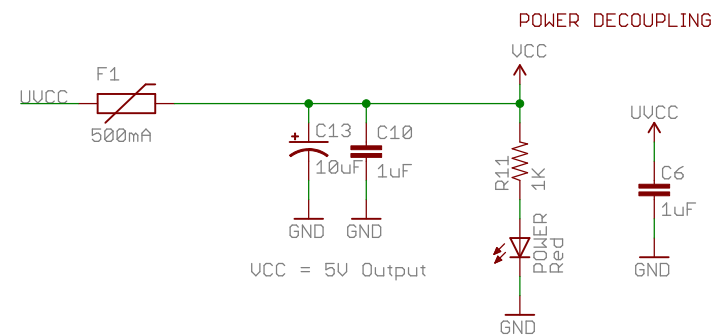 POWER DECOUPLING
VCC
F1
UVCC
500mA
UVCC
C13
10uF
C10
1uF
R11
1K
C6
1uF
GND
GND
POWER
Red
GND
VCC = 5V Output
GND